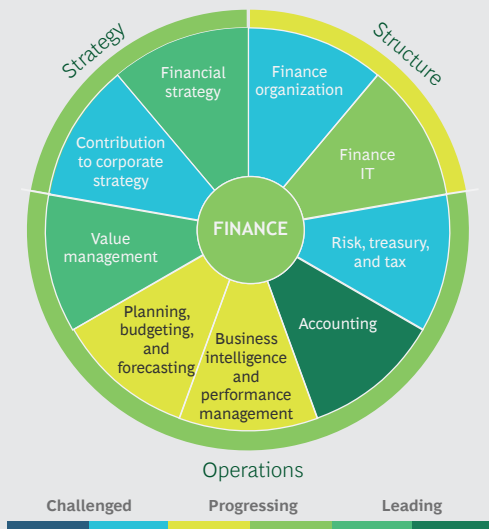 Strategy
Structure
Financial
strategy
Finance
organization
Contribution
to corporate
strategy
Finance
IT
Value
management
FINANCE
Risk, treasury,
and tax
Planning,
budgeting,
and
forecasting
Business
intelligence
and
performance
management
Accounting
Operations
Challenged
Progressing
Leading